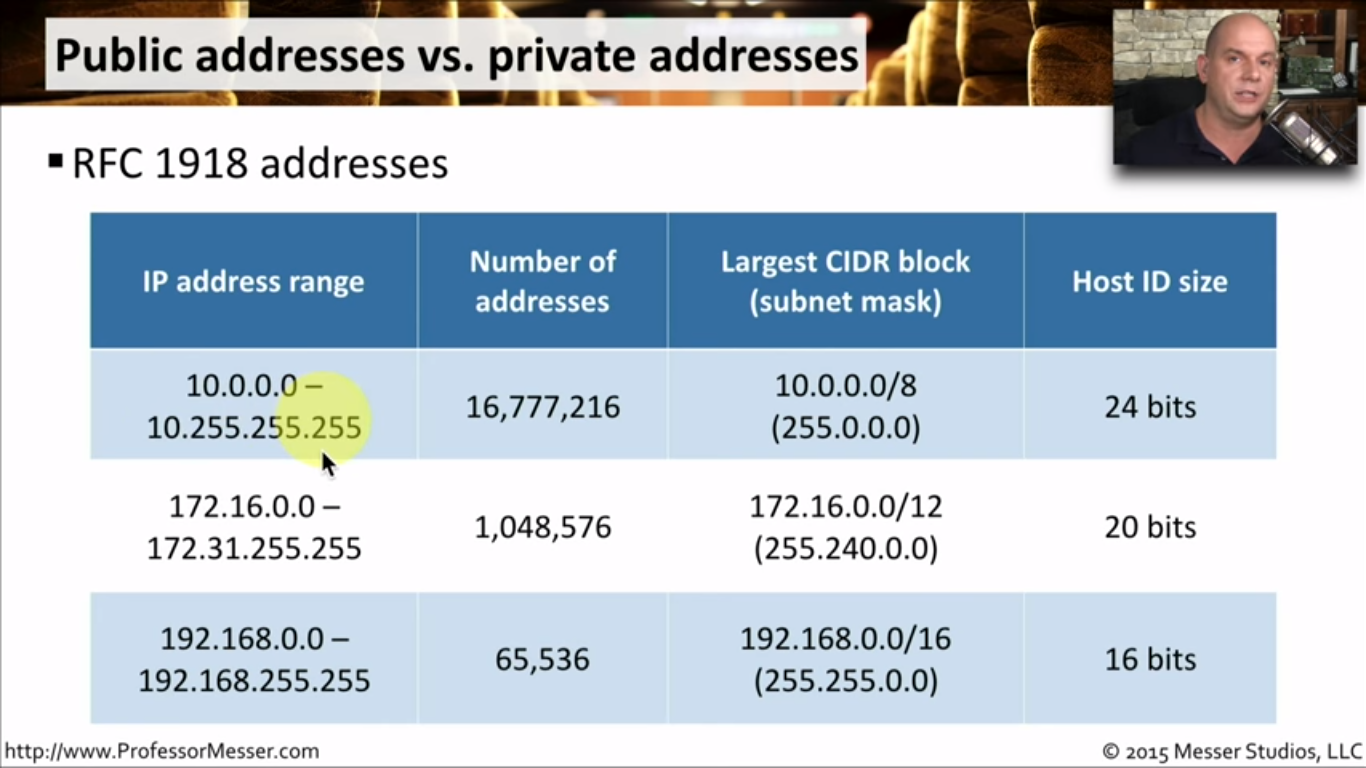 Public addresses vs. private addresses
▪ RFC 1918 addresses
IP address range
Number of
addresses
Largest CIDR block
(subnet mask)
Host ID size
10.0.0.0 –
10.255.255.255
16,777,216
10.0.0.0/8
(255.0.0.0)
24 bits
172.16.0.0 –
172.31.255.255
1,048,576
172.16.0.0/12
(255.240.0.0)
20 bits
192.168.0.0 –
192.168.255.255
65,536
192.168.0.0/16
(255.255.0.0)
16 bits
http://www.ProfessorMesser.com
© 2015 Messer Studios, LLC